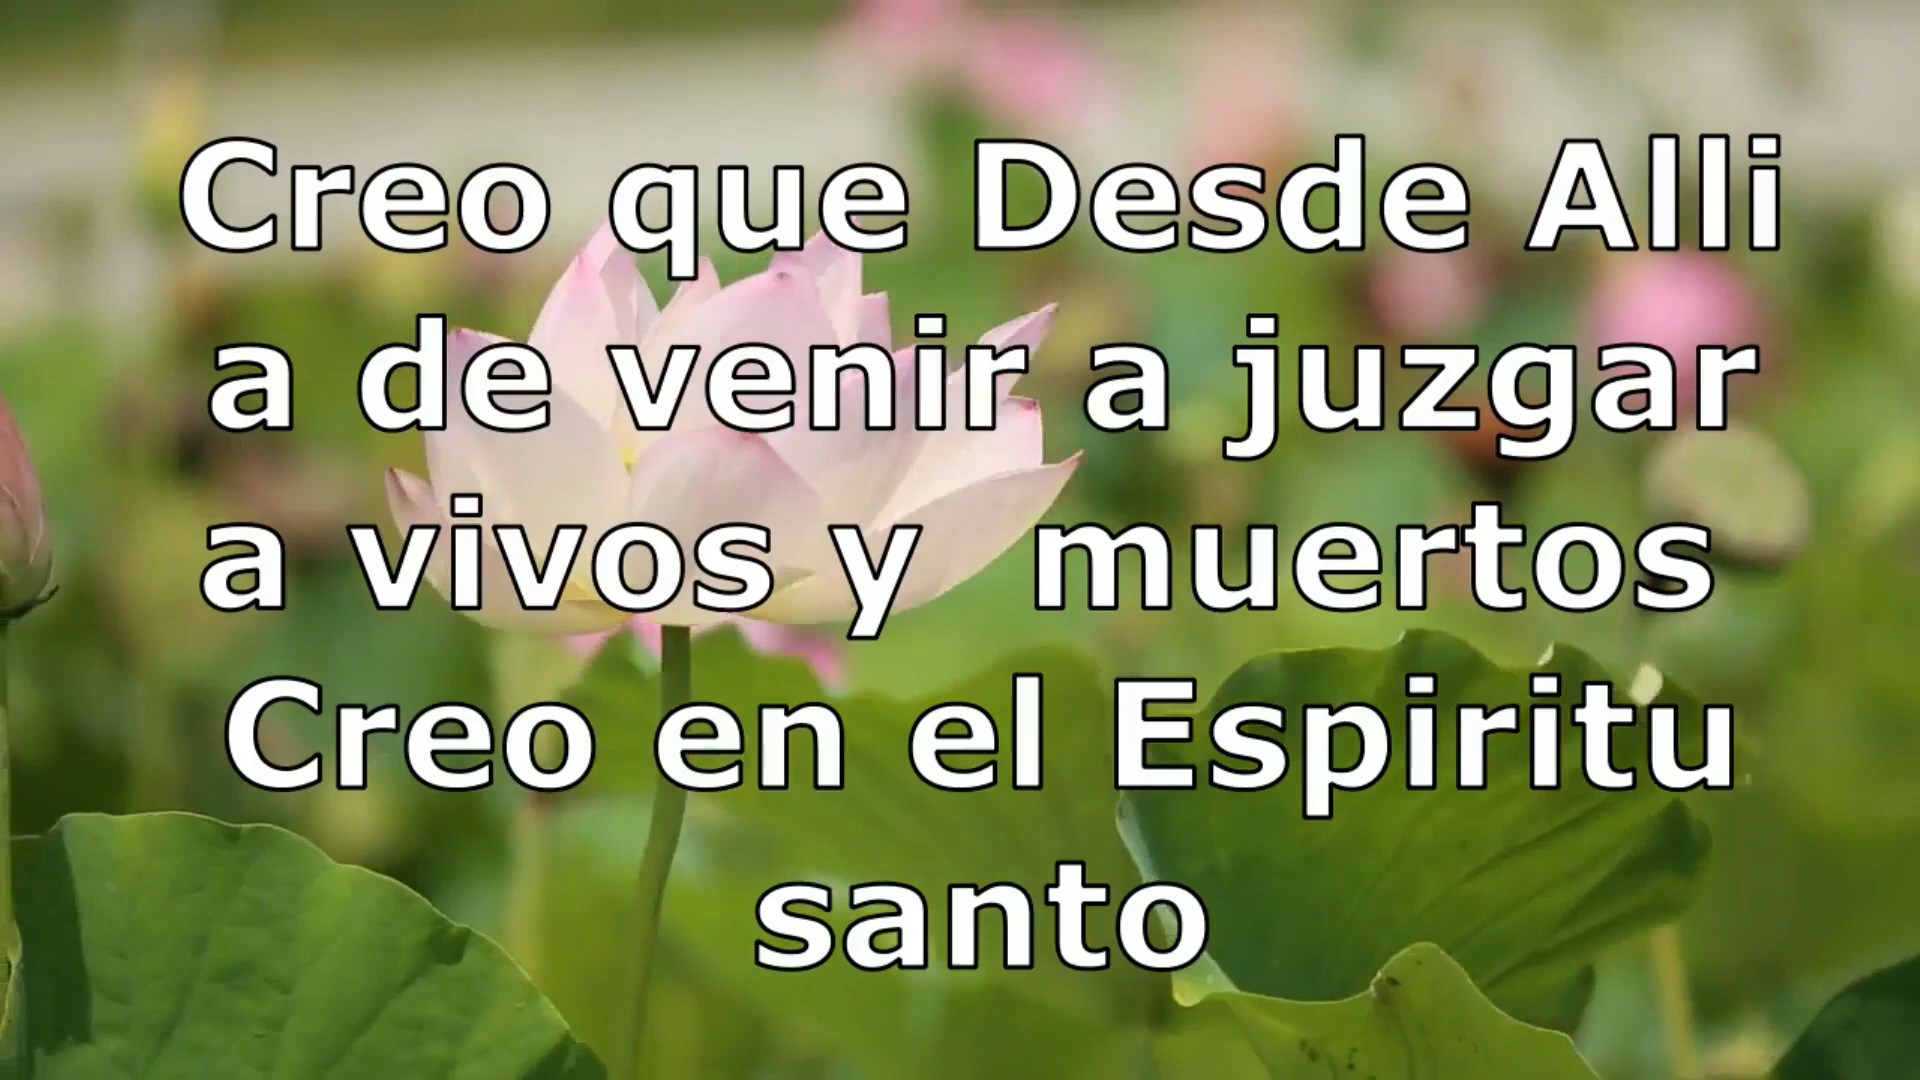 Creo que Desde Alli
a de venir a juzgar
a vivos y muertos
Creo en el Espiritu
santo